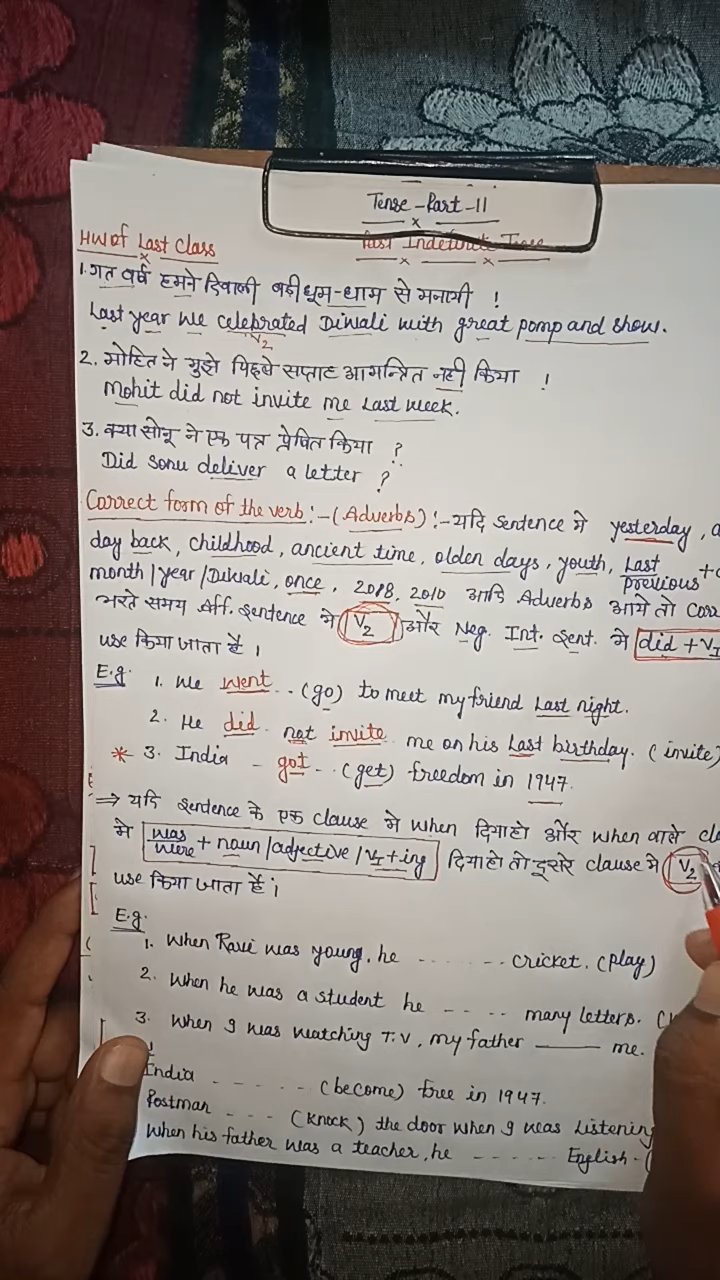 Tense-Part-II
HW of Last Class
Past Indefinite Tense
1. गत वर्ष हमने दिवाली बड़ी धूम-धाम से मनायी !
Last year we celebrated Diwali with great pomp and show.
V2
2. मोहित ने मुझे पिछले सप्ताह आमन्त्रित नही किया !
Mohit did not invite me Last week.
3. क्या सोनू ने एक पत्र प्रेषित किया ?
Did Sonu deliver a letter ?
Correct form of the verb:-(Adverbs):-यदि Sentence मे yesterday, a
day back, childhood, ancient time, olden days, youth, Last +
Previous
month/year/Diwali, once, 2018, 2010 आदि Adverbs आये तो Corr
भरते समय Aff. Sentence मे V2 और Neg. Int. Sent. मे did + V1
use किया जाता है।
E.g. 1. We went.. (go) to meet my friend Last night.
2. He did. not invite me on his Last birthday. (invite)
* 3. India - got.. (get) freedom in 1947.
⇒ यदि Sentence के एक clause मे when दिया हो और when वाले cla
मे was/were + noun/adjective/V1+ing दिया हो तो दूसरे clause मे V2
use किया जाता है।
E.g.
1. When Ravi was young, he ....... cricket. (Play)
2. When he was a student he - - - .. many letters. (
3. When I was watching T.V, my father ——— me.
India - - - - - - (become) free in 1947.
Postman - - - (Knock) the door when I was Listening
When his father was a teacher, he - - - - - - English-(